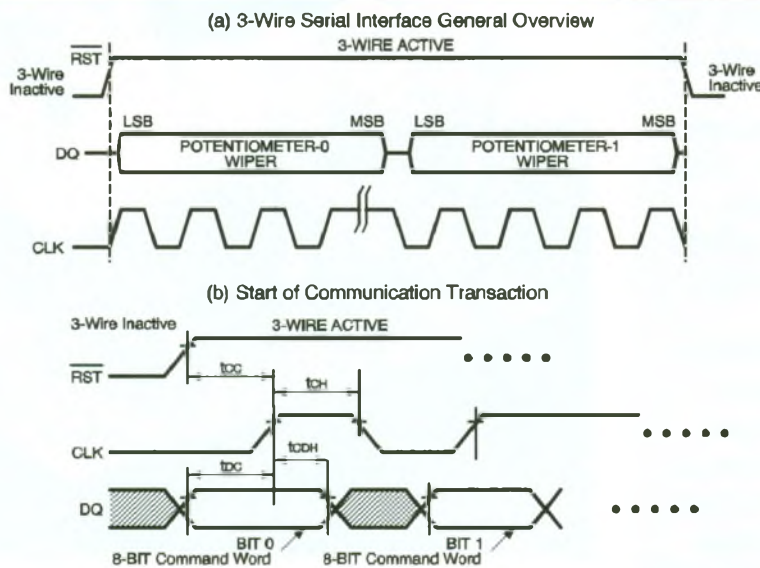 (a) 3-Wire Serial Interface General Overview
3-WIRE ACTIVE
RST
3-Wire
Inactive
3-Wire
Inactive
LSB
MSB
LSB
MSB
DQ
POTENTIOMETER-0
WIPER
POTENTIOMETER-1
WIPER
CLK
(b) Start of Communication Transaction
3-Wire Inactive
3-WIRE ACTIVE
RST
tCC
tCH
CLK
tCDH
tDC
DQ
BIT 0
8-BIT Command Word
BIT 1
8-BIT Command Word